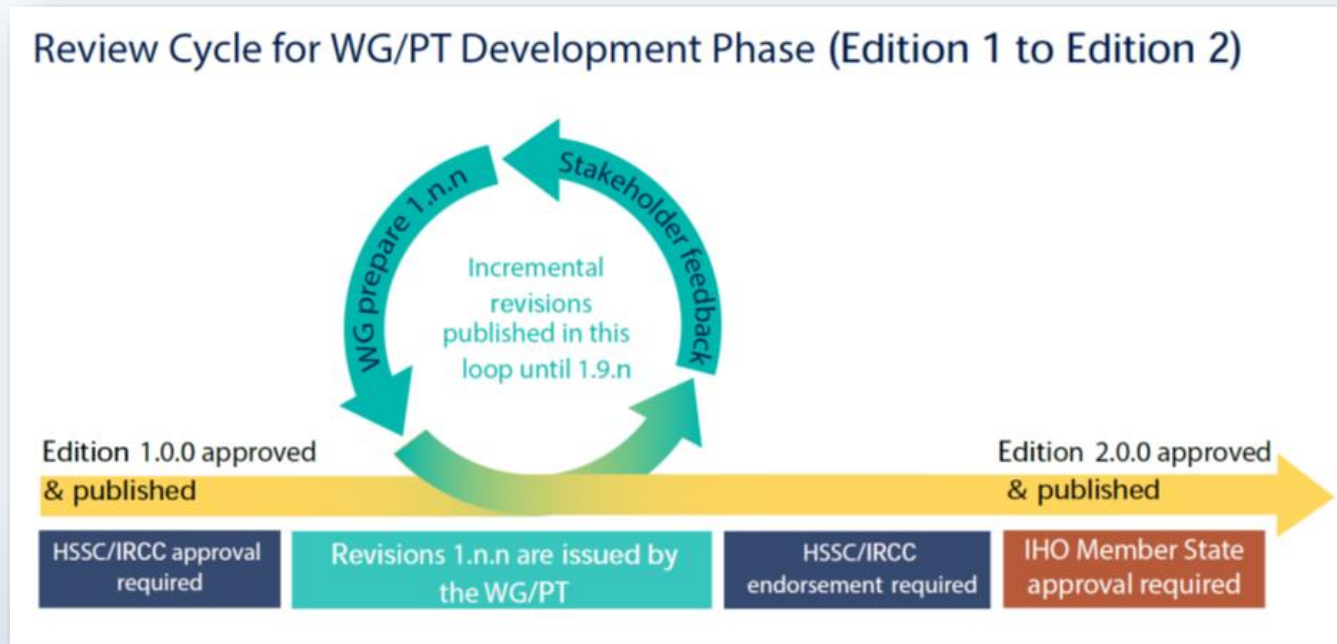 Review Cycle for WG/PT Development Phase (Edition 1 to Edition 2)
WG prepare 1.n.n
Stakeholder feedback
Incremental
revisions
published in this
loop until 1.9.n
Edition 1.0.0 approved
& published
Edition 2.0.0 approved
& published
HSSC/IRCC approval
required
Revisions 1.n.n are issued by
the WG/PT
HSSC/IRCC
endorsement required
IHO Member State
approval required